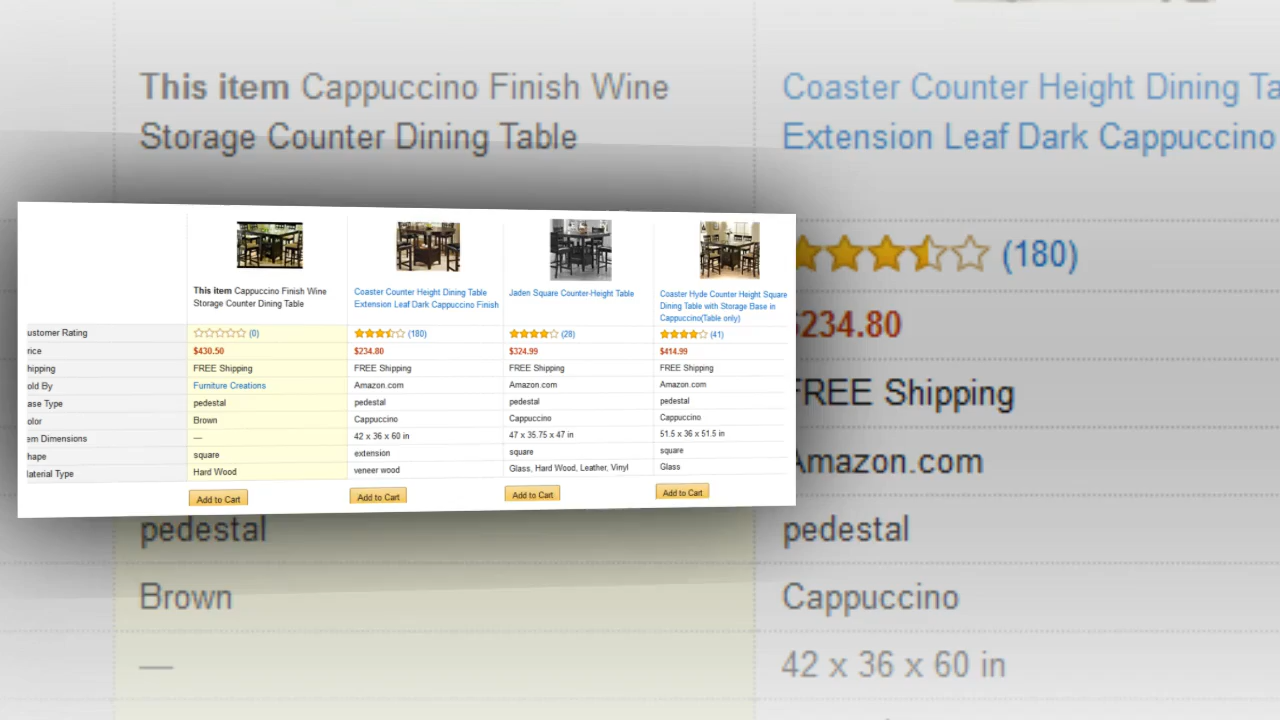 This item Cappuccino Finish Wine
Storage Counter Dining Table
Coaster Counter Height Dining Ta
Extension Leaf Dark Cappuccino
(180)
$234.80
FREE Shipping
Amazon.com
pedestal
pedestal
Brown
Cappuccino
—
42 x 36 x 60 in
This item Cappuccino Finish Wine
Storage Counter Dining Table
Coaster Counter Height Dining Table
Extension Leaf Dark Cappuccino Finish
Jaden Square Counter-Height Table
Coaster Hyde Counter Height Square
Dining Table with Storage Base in
Cappuccino(Table only)
ustomer Rating (0) (180) (28) (41)
rice $430.50 $234.80 $324.99 $414.99
hipping FREE Shipping FREE Shipping FREE Shipping FREE Shipping
old By Furniture Creations Amazon.com Amazon.com Amazon.com
ase Type pedestal pedestal pedestal pedestal
olor Brown Cappuccino Cappuccino Cappuccino
em Dimensions — 42 x 36 x 60 in 47 x 35.75 x 47 in 51.5 x 36 x 51.5 in
hape square extension square square
laterial Type Hard Wood veneer wood Glass, Hard Wood, Leather, Vinyl Glass
Add to Cart Add to Cart Add to Cart Add to Cart